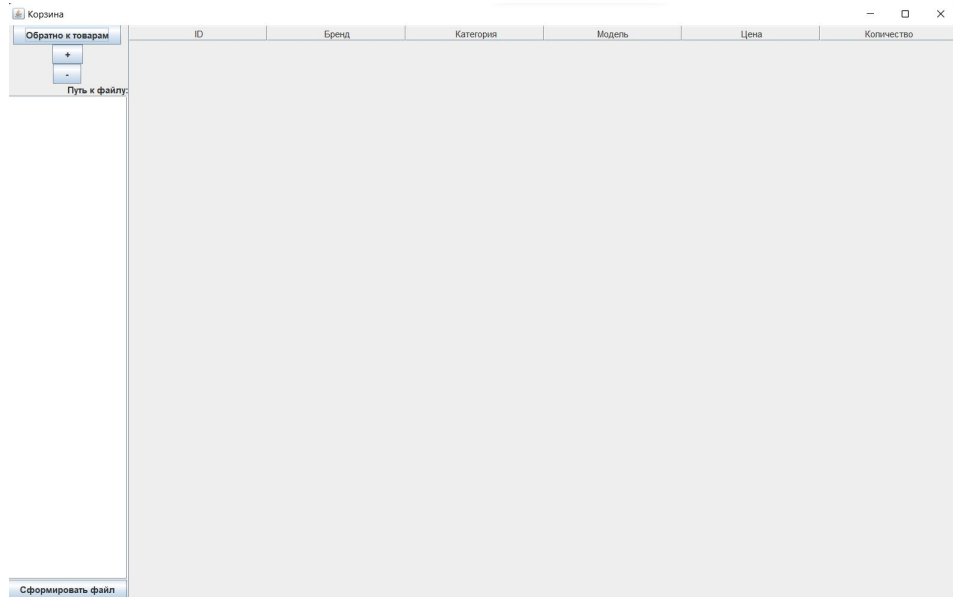 Корзина
Обратно к товарам
ID Бренд Категория Модель Цена Количество
+
-
Путь к файлу:
Сформировать файл